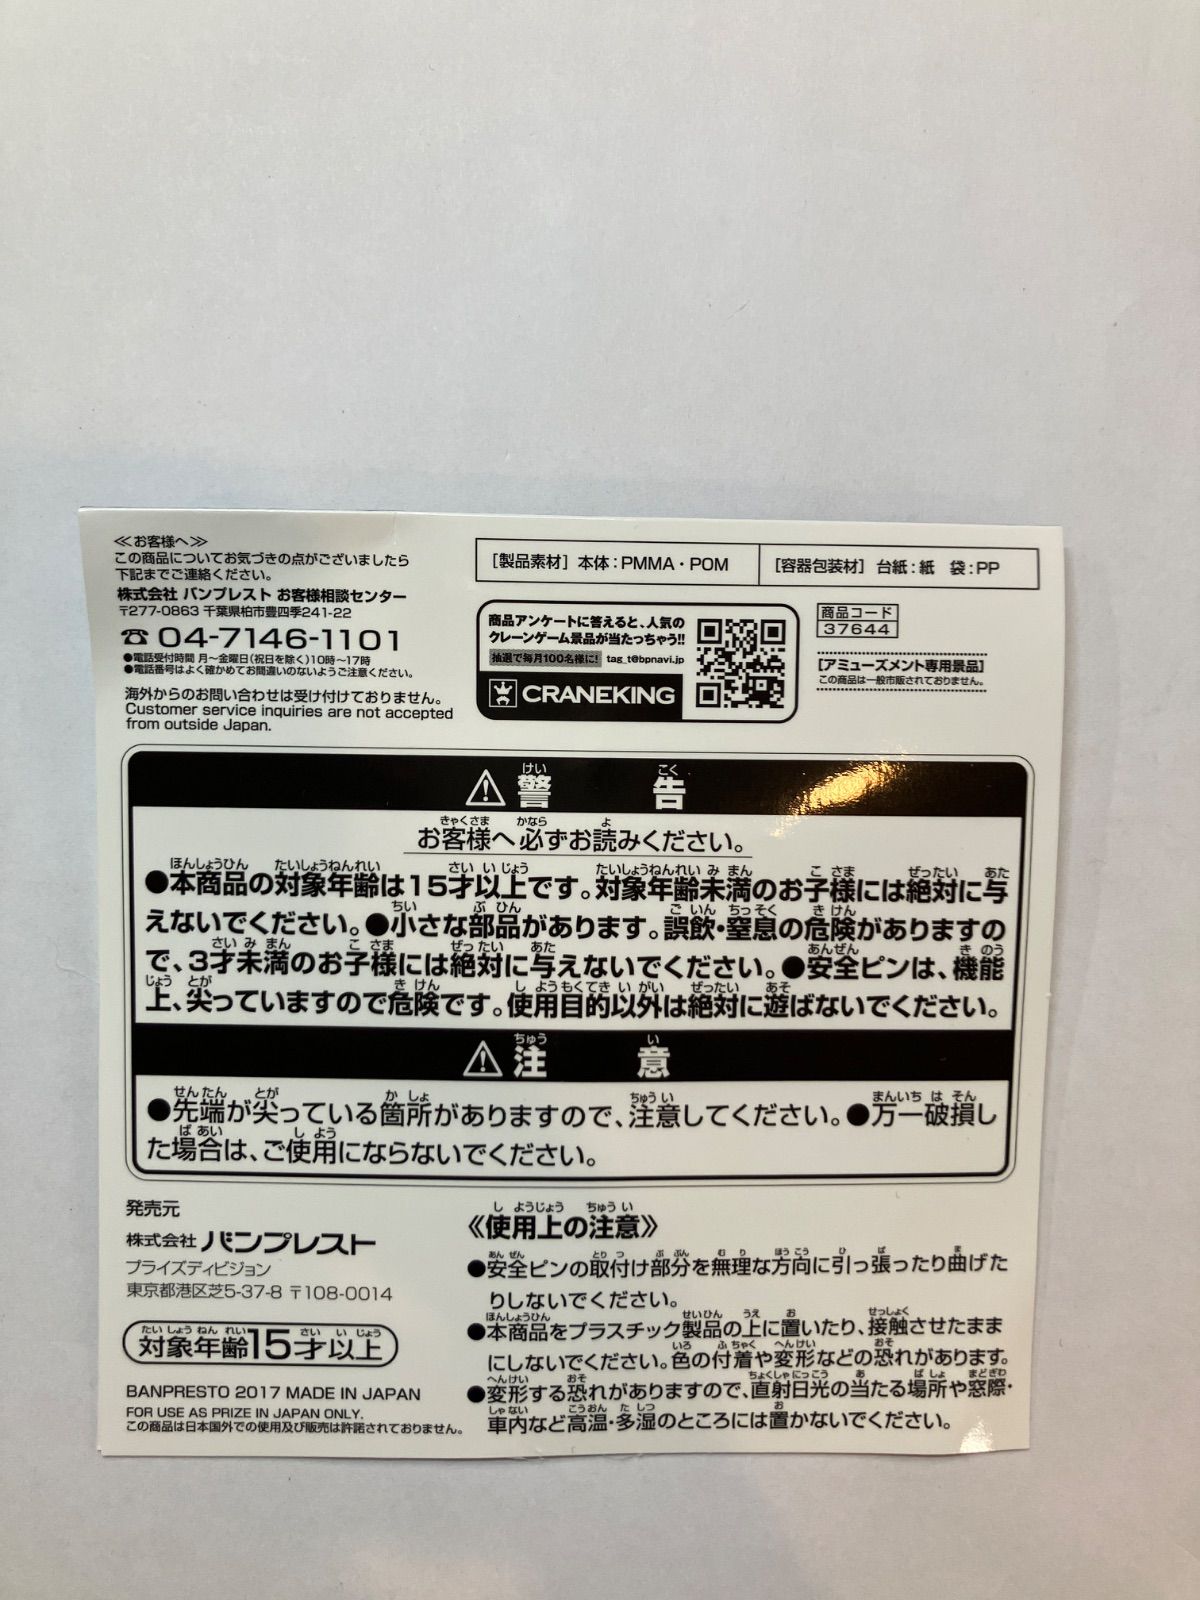 ≪お客様へ≫
この商品についてお気づきの点がございましたら
下記までご連絡ください。
株式会社 バンプレスト お客様相談センター
〒277-0863 千葉県柏市豊四季241-22
☎ 04-7146-1101
●電話受付時間 月～金曜日(祝日を除く)10時～17時
●電話番号はよく確かめてお間違いのないようご注意ください。
海外からのお問い合わせは受け付けておりません。
Customer service inquiries are not accepted
from outside Japan.
[製品素材] 本体:PMMA・POM
[容器包装材] 台紙:紙 袋:PP
商品アンケートに答えると、人気の
クレーンゲーム景品が当たっちゃう!!
抽選で毎月100名様に! tag_t@bpnavi.jp
CRANEKING
商品コード
37644
[アミューズメント専用景品]
この商品は一般市販されておりません。
⚠警告
お客様へ必ずお読みください。
●本商品の対象年齢は15才以上です。対象年齢未満のお子様には絶対に与
えないでください。●小さな部品があります。誤飲・窒息の危険がありますの
で、3才未満のお子様には絶対に与えないでください。●安全ピンは、機能
上、尖っていますので危険です。使用目的以外は絶対に遊ばないでください。
⚠注意
●先端が尖っている箇所がありますので、注意してください。●万一破損し
た場合は、ご使用にならないでください。
発売元
株式会社 バンプレスト
プライズディビジョン
東京都港区芝5-37-8 〒108-0014
対象年齢15才以上
BANPRESTO 2017 MADE IN JAPAN
FOR USE AS PRIZE IN JAPAN ONLY.
この商品は日本国外での使用及び販売は許諾されておりません。
《使用上の注意》
●安全ピンの取付け部分を無理な方向に引っ張ったり曲げた
りしないでください。
●本商品をプラスチック製品の上に置いたり、接触させたまま
にしないでください。色の付着や変形などの恐れがあります。
●変形する恐れがありますので、直射日光の当たる場所や窓際・
車内など高温・多湿のところには置かないでください。